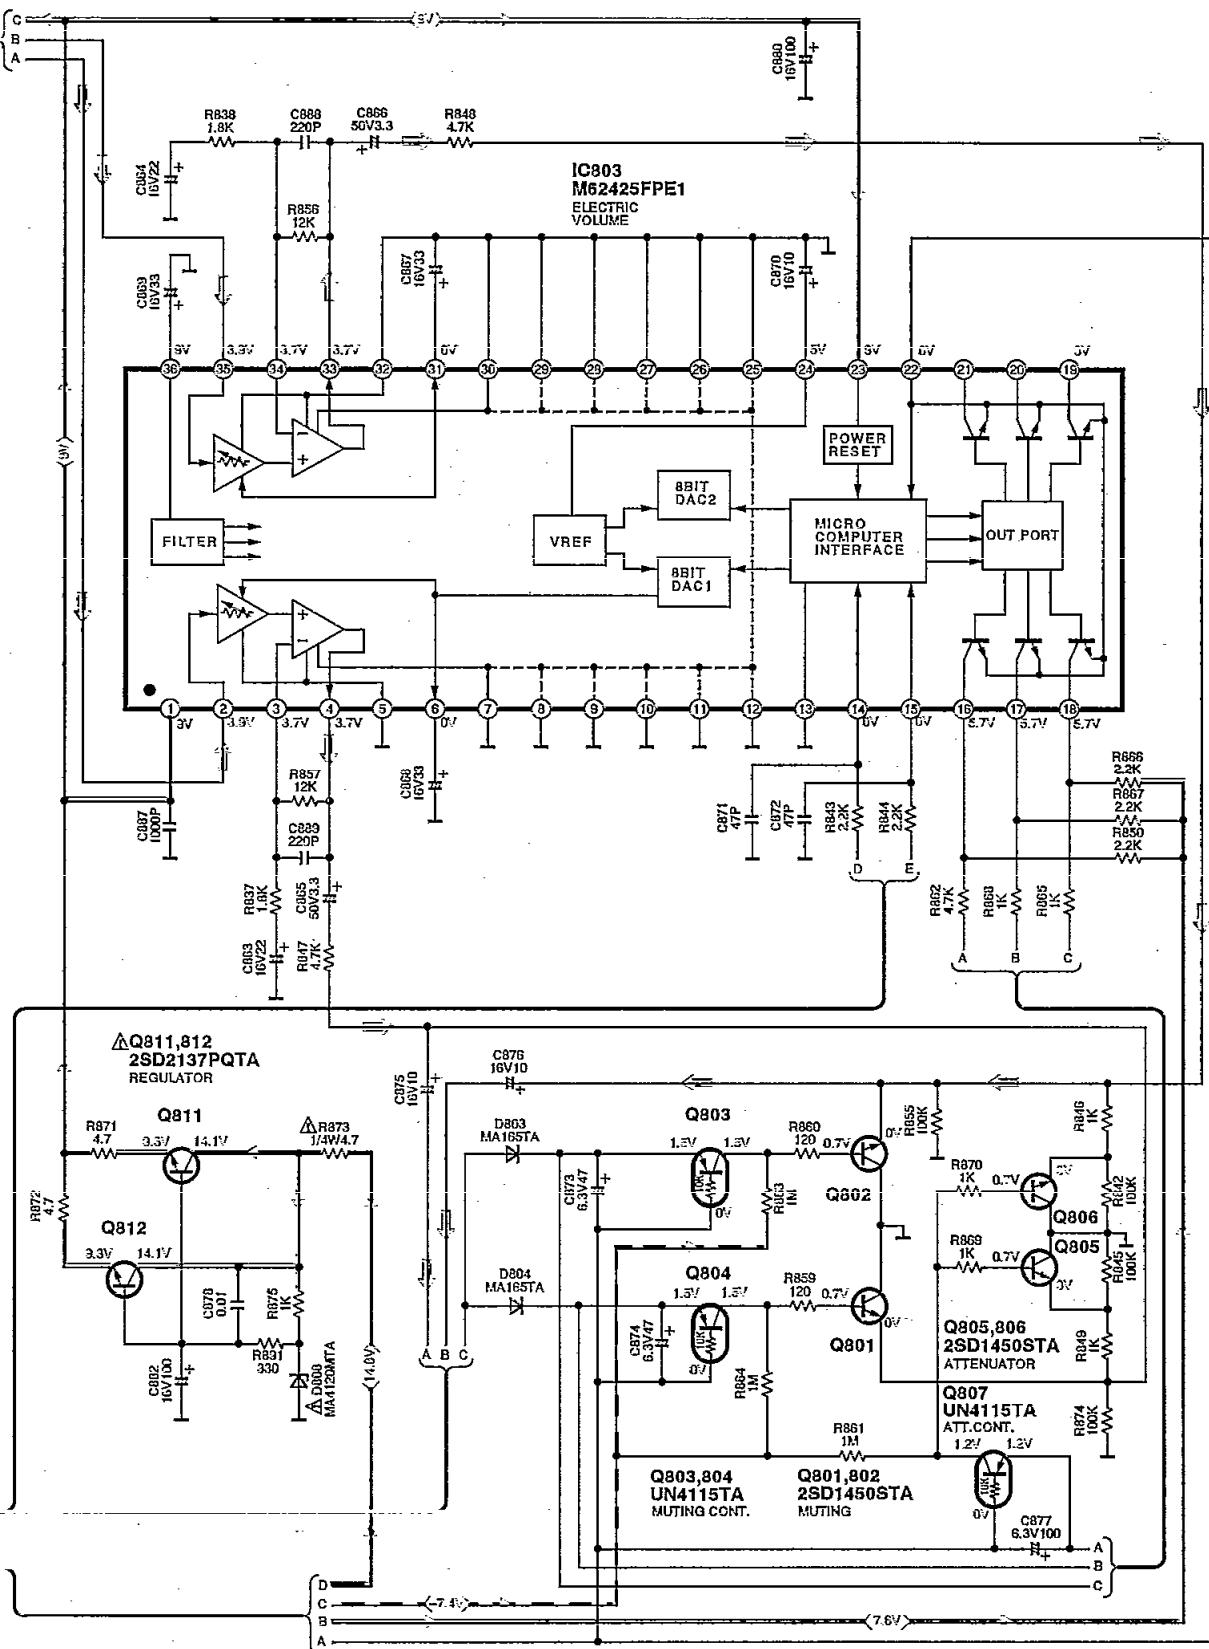 C
B
A
(9V)
C880
16V100
R838
1.8K
C888
220P
C866
50V3.3
R848
4.7K
C864
16V22
IC803
M62425FPE1
ELECTRIC
VOLUME
R856
12K
C869
16V33
C867
16V33
C870
16V10
9V 3.9V 3.7V 3.7V 0V 5V 0V
36 35 34 33 32 31 30 29 28 27 26 25 24 23 22 21 20 19
POWER
RESET
8BIT
DAC2
(9V)
FILTER
VREF
MICRO
COMPUTER
INTERFACE
OUT PORT
8BIT
DAC1
1 2 3 4 5 6 7 8 9 10 11 12 13 14 15 16 17 18
3.9V 3.7V 3.7V 0V 0V 0V 5.7V 5.7V 5.7V
R866
2.2K
R867
2.2K
R850
2.2K
R857
12K
C868
16V33
C887
1000P
C889
220P
C871
47P
C872
47P
R843
2.2K
R844
2.2K
D E
R837
1.8K
C865
50V3.3
R862
4.7K
R868
1K
R865
1K
C863
16V22
R847
4.7K
A B C
Q811,812
2SD2137PQTA
REGULATOR
C876
16V10
C875
16V10
R871
4.7
Q811
9.3V 14.1V
R873
1/4W4.7
D803
MA165TA
Q803
1.5V 1.5V
10K
0V
R860
120
0.7V
0V
Q802
R855
100K
R846
1K
R870
1K
0.7V
0V
Q806
R842
100K
C873
6.3V47
R863
1M
R872
4.7
Q812
9.3V 14.1V
R869
1K
0.7V
Q805
0V
R845
100K
C878
0.01
R875
1K
D804
MA165TA
Q804
1.5V 1.5V
10K
0V
R859
120
0.7V
0V
Q801
C874
6.3V47
R864
1M
Q805,806
2SD1450STA
ATTENUATOR
R849
1K
R891
330
C882
16V100
D808
MA4120MTA
(14.0V)
A B C
Q807
UN4115TA
ATT.CONT.
R874
100K
R861
1M
1.2V 1.2V
10K
0V
Q803,804
UN4115TA
MUTING CONT.
Q801,802
2SD1450STA
MUTING
C877
6.3V100
A
B
C
D
C
(-7.4V)
B
(7.6V)
A